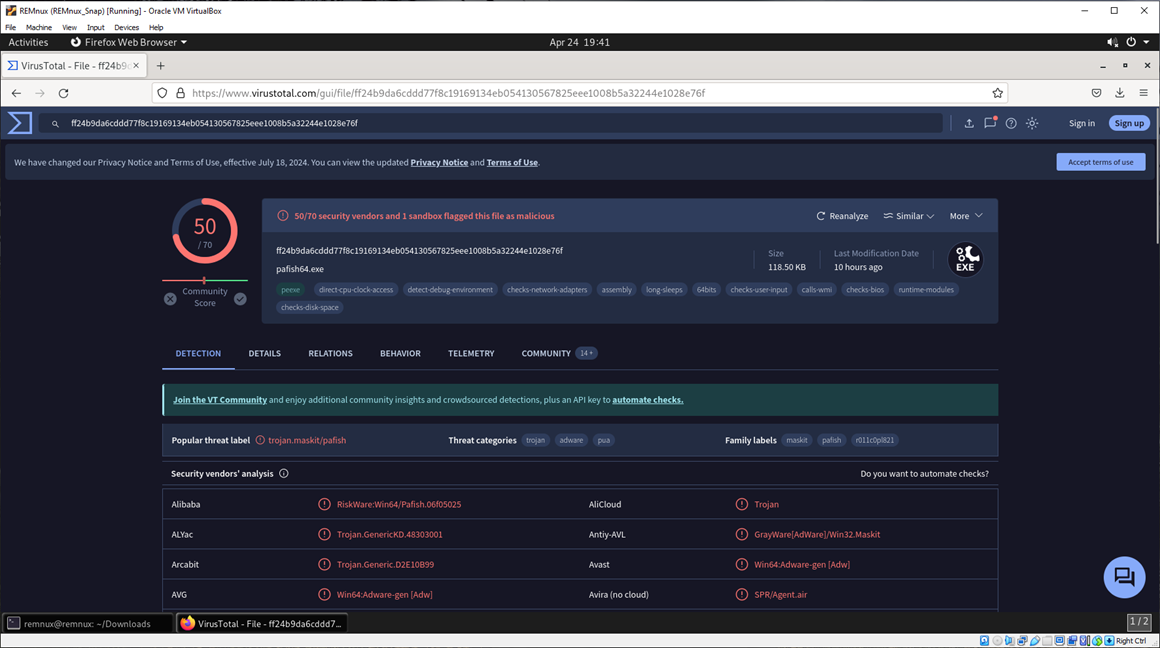 REMnux (REMnux_Snap) [Running] - Oracle VM VirtualBox
File Machine View Input Devices Help
Activities Firefox Web Browser Apr 24 19:41
VirusTotal - File - ff24b9d
https://www.virustotal.com/gui/file/ff24b9da6cddd77f8c19169134eb054130567825eee1008b5a32244e1028e76f
ff24b9da6cddd77f8c19169134eb054130567825eee1008b5a32244e1028e76f Sign in Sign up
We have changed our Privacy Notice and Terms of Use, effective July 18, 2024. You can view the updated Privacy Notice and Terms of Use. Accept terms of use
50
/ 70
Community
Score
50/70 security vendors and 1 sandbox flagged this file as malicious Reanalyze Similar More
ff24b9da6cddd77f8c19169134eb054130567825eee1008b5a32244e1028e76f
pafish64.exe
Size
118.50 KB
Last Modification Date
10 hours ago
EXE
peexe direct-cpu-clock-access detect-debug-environment checks-network-adapters assembly long-sleeps 64bits checks-user-input calls-wmi checks-bios runtime-modules
checks-disk-space
DETECTION DETAILS RELATIONS BEHAVIOR TELEMETRY COMMUNITY 14+
Join the VT Community and enjoy additional community insights and crowdsourced detections, plus an API key to automate checks.
Popular threat label trojan.maskit/pafish Threat categories trojan adware pua Family labels maskit pafish r011c0pl821
Security vendors' analysis Do you want to automate checks?
Alibaba RiskWare:Win64/Pafish.06f05025 AliCloud Trojan
ALYac Trojan.GenericKD.48303001 Antiy-AVL GrayWare[AdWare]/Win32.Maskit
Arcabit Trojan.Generic.D2E10B99 Avast Win64:Adware-gen [Adw]
AVG Win64:Adware-gen [Adw] Avira (no cloud) SPR/Agent.air
remnux@remnux: ~/Downloads VirusTotal - File - ff24b9da6cddd7... 1 / 2
Right Ctrl